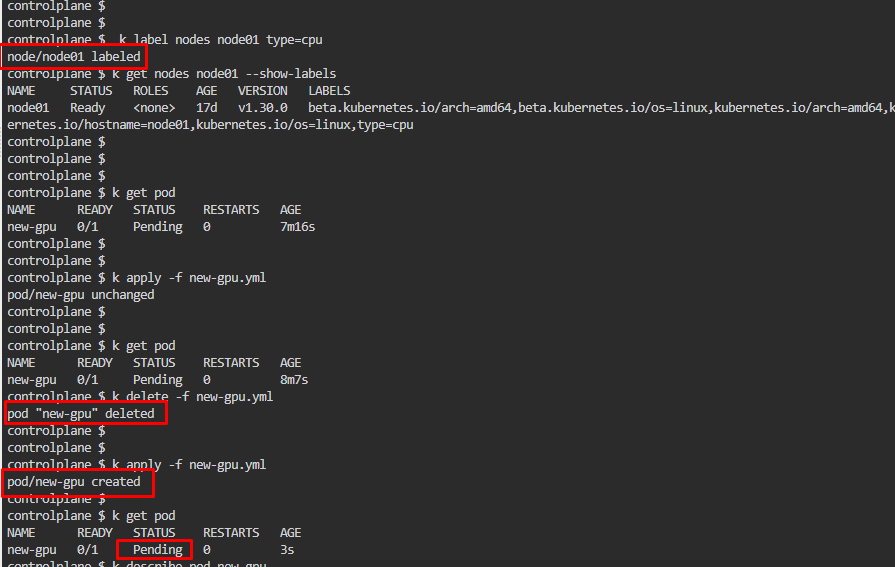 controlplane $
controlplane $
controlplane $  k label nodes node01 type=cpu
node/node01 labeled
controlplane $ k get nodes node01 --show-labels
NAME     STATUS   ROLES    AGE   VERSION   LABELS
node01   Ready    <none>   17d   v1.30.0   beta.kubernetes.io/arch=amd64,beta.kubernetes.io/os=linux,kubernetes.io/arch=amd64,k
ernetes.io/hostname=node01,kubernetes.io/os=linux,type=cpu
controlplane $
controlplane $
controlplane $
controlplane $ k get pod
NAME      READY   STATUS    RESTARTS   AGE
new-gpu   0/1     Pending   0          7m16s
controlplane $
controlplane $
controlplane $ k apply -f new-gpu.yml
pod/new-gpu unchanged
controlplane $
controlplane $
controlplane $ k get pod
NAME      READY   STATUS    RESTARTS   AGE
new-gpu   0/1     Pending   0          8m7s
controlplane $ k delete -f new-gpu.yml
pod "new-gpu" deleted
controlplane $
controlplane $
controlplane $ k apply -f new-gpu.yml
pod/new-gpu created
controlplane $
controlplane $ k get pod
NAME      READY   STATUS    RESTARTS   AGE
new-gpu   0/1     Pending   0          3s
controlplane $ k describe pod new-gpu